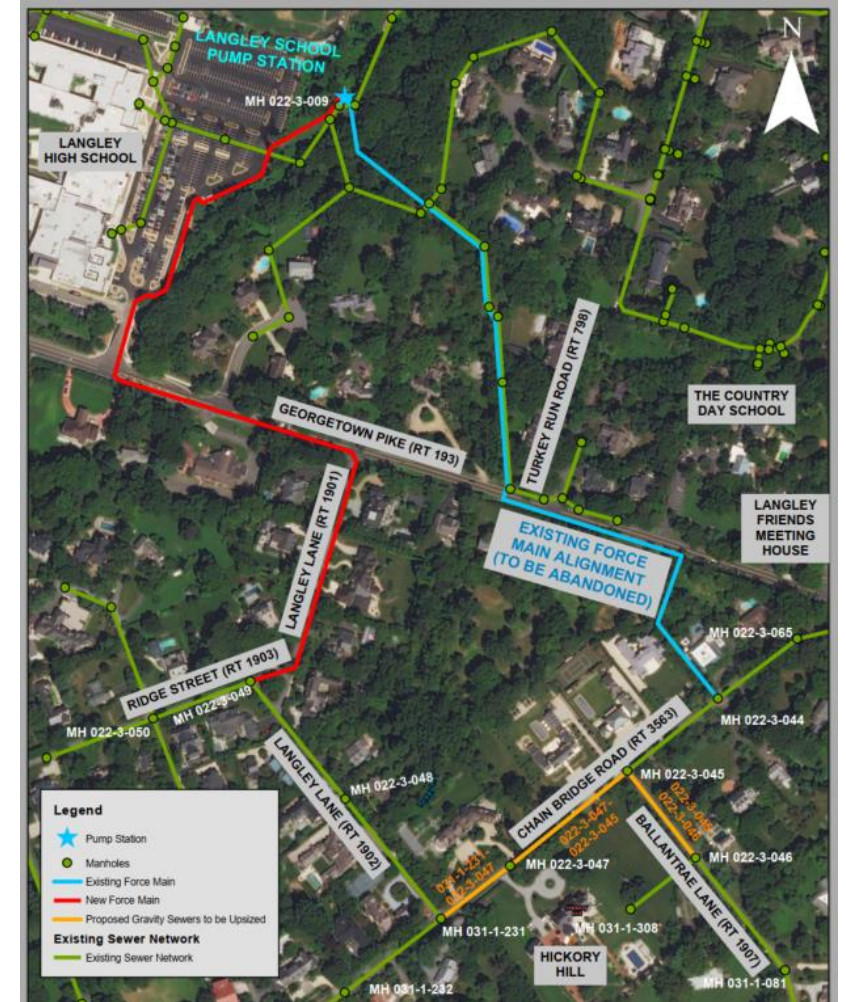 LANGLEY SCHOOL
PUMP STATION
N
MH 022-3-009
LANGLEY
HIGH SCHOOL
TURKEY RUN ROAD (RT 798)
THE COUNTRY
DAY SCHOOL
GEORGETOWN PIKE (RT 193)
LANGLEY LANE (RT 1901)
LANGLEY
FRIENDS
MEETING
HOUSE
EXISTING FORCE
MAIN ALIGNMENT
(TO BE ABANDONED)
MH 022-3-065
RIDGE STREET (RT 1903)
MH 022-3-049
MH 022-3-050
MH 022-3-044
CHAIN BRIDGE ROAD (RT 3563)
LANGLEY LANE (RT 1902)
MH 022-3-048
MH 022-3-045
022-3-047-
022-3-045
BALLANTRAE LANE (RT 1907)
MH 022-3-046
MH 022-3-047
031-1-231-
022-3-047
MH 031-1-231
MH 031-1-308
HICKORY
HILL
MH 031-1-081
MH 031-1-232
Legend
Pump Station
Manholes
Existing Force Main
New Force Main
Proposed Gravity Sewers to be Upsized
Existing Sewer Network
Existing Sewer Network